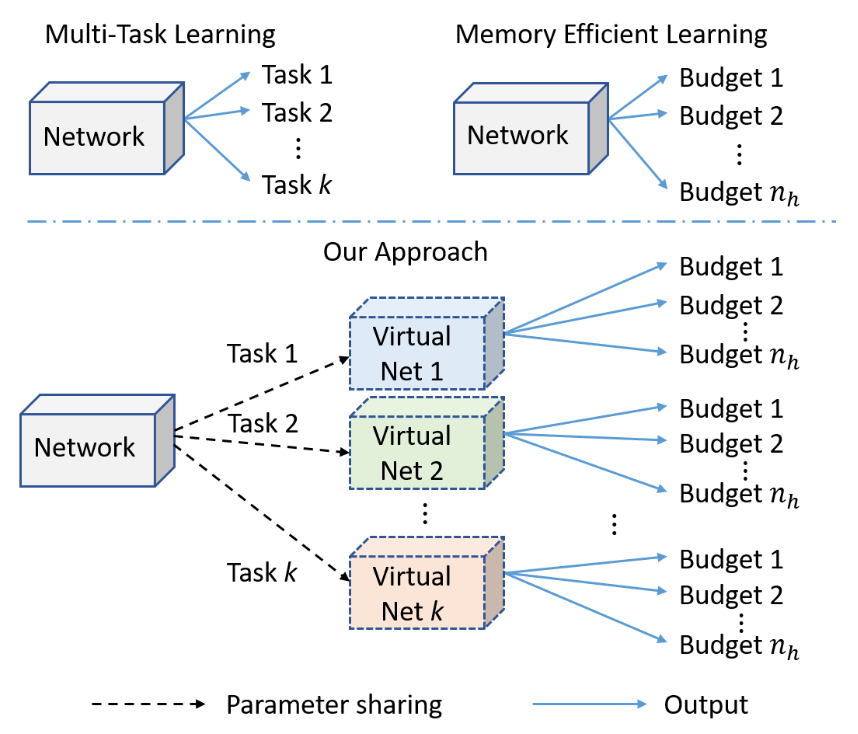 Multi-Task Learning
Network
Task 1
Task 2
⋮
Task k
Memory Efficient Learning
Network
Budget 1
Budget 2
⋮
Budget n_h
Our Approach
Network
Task 1
Task 2
Task k
Virtual
Net 1
Budget 1
Budget 2
⋮
Budget n_h
Virtual
Net 2
Budget 1
Budget 2
⋮
Budget n_h
⋮
⋮
Virtual
Net k
Budget 1
Budget 2
⋮
Budget n_h
Parameter sharing
Output